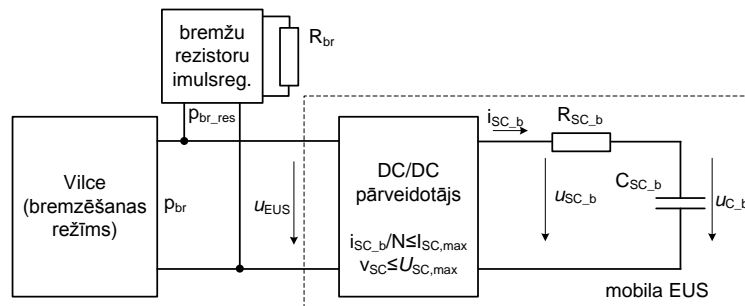 bremžu
rezistoru
imulsreg.
R_br
p_br_res
i_SC_b
R_SC_b
Vilce
(bremzēšanas
režīms)
p_br
u_EUS
DC/DC
pārveidotājs
i_SC_b/N≤I_SC,max
v_SC≤U_SC,max
u_SC_b
C_SC_b
u_C_b
mobila EUS